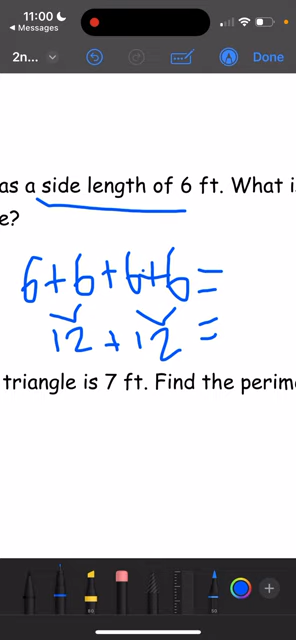 11:00
Messages
2n...
Done
as a side length of 6 ft. What is
e?
6+6+6+6=
12+12=
triangle is 7 ft. Find the perim